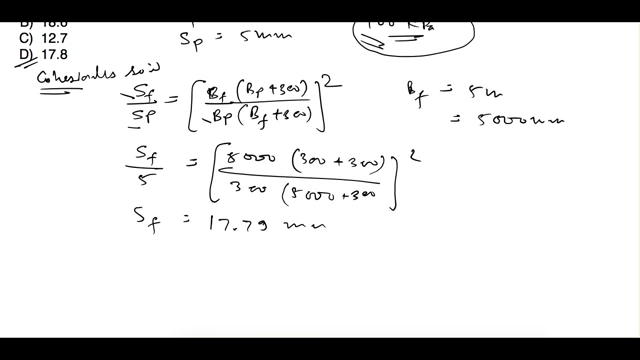 C) 12.7
D) 17.8
Sp = 5mm
100 KPa
Cohesionless soil
Sf / Sp = [ Bf (Bp + 300) / Bp (Bf + 300) ]2
Bf = 5m
= 5000mm
Sf / 5 = [ 5000 (300 + 300) / 300 (5000 + 300 ]2
Sf = 17.79 mm